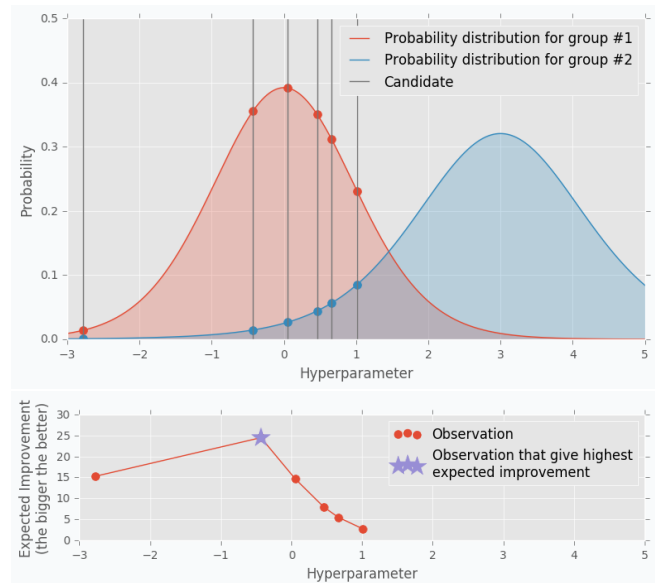 0.5
0.4
0.3
0.2
0.1
0.0
Probability
Probability distribution for group #1
Probability distribution for group #2
Candidate
−3 −2 −1 0 1 2 3 4 5
Hyperparameter
30
25
20
15
10
5
0
Expected Improvement
(the bigger the better)
Observation
Observation that give highest
expected improvement
−3 −2 −1 0 1 2 3 4 5
Hyperparameter